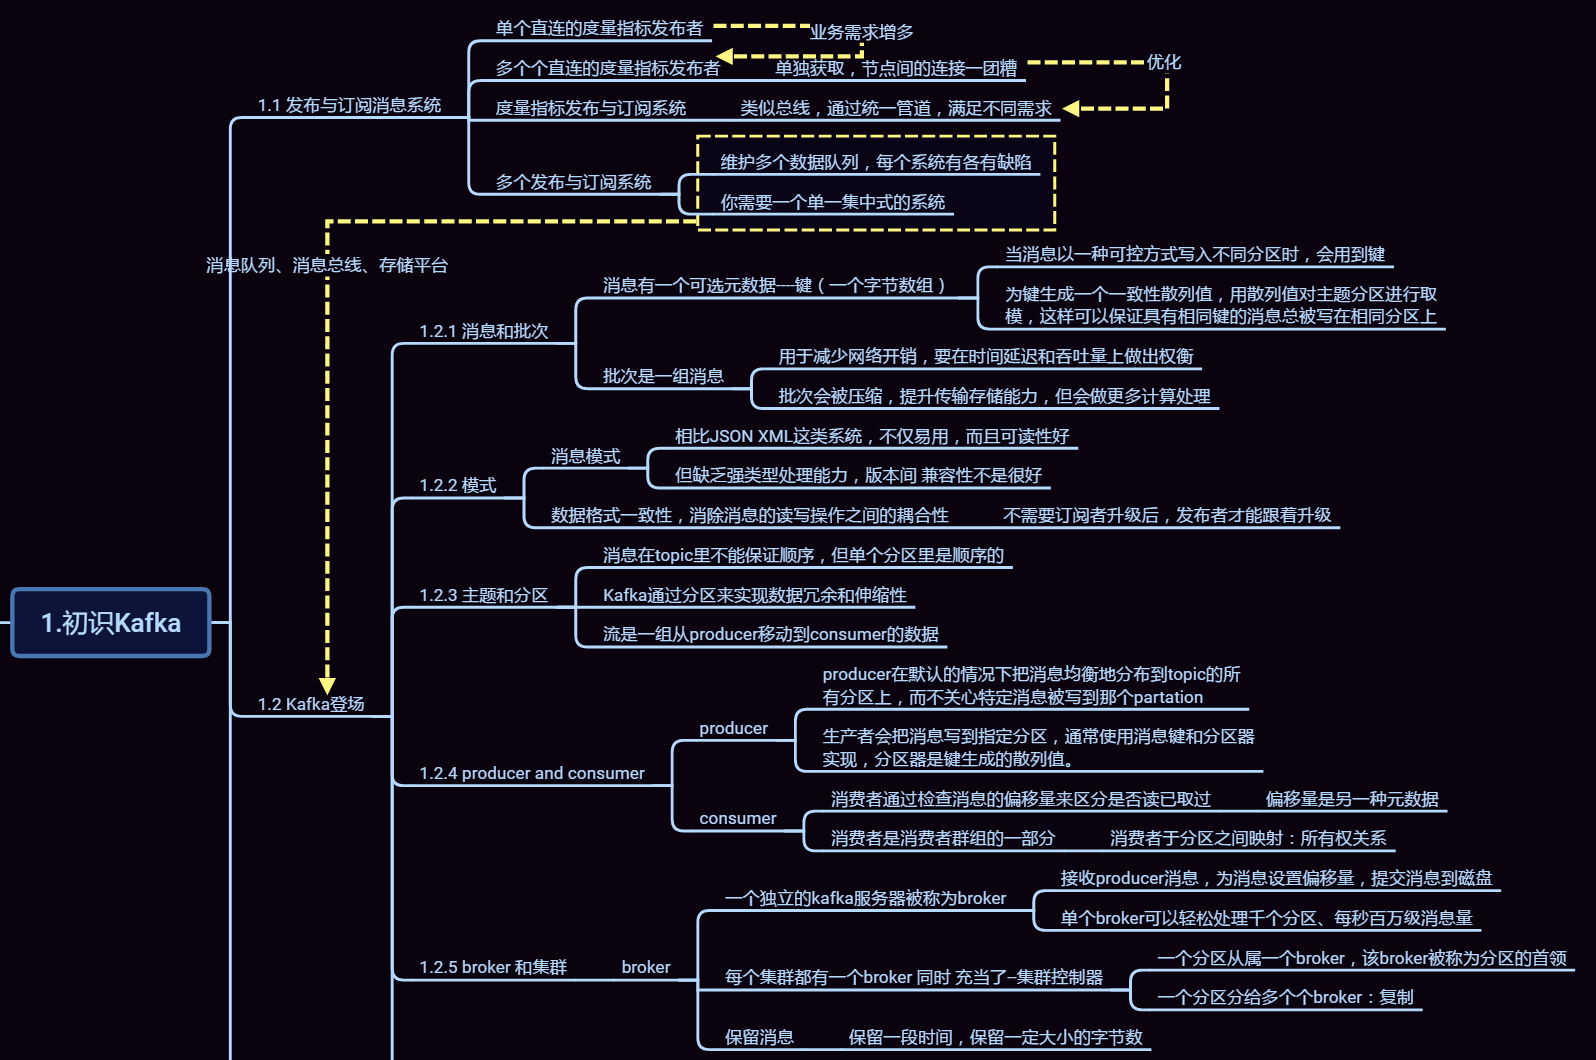 单个直连的度量指标发布者
业务需求增多
多个个直连的度量指标发布者
单独获取，节点间的连接一团糟
优化
1.1 发布与订阅消息系统
度量指标发布与订阅系统
类似总线，通过统一管道，满足不同需求
多个发布与订阅系统
维护多个数据队列，每个系统有各有缺陷
你需要一个单一集中式的系统
消息队列、消息总线、存储平台
1.2.1 消息和批次
消息有一个可选元数据----键（一个字节数组）
当消息以一种可控方式写入不同分区时，会用到键
为键生成一个一致性散列值，用散列值对主题分区进行取
模，这样可以保证具有相同键的消息总被写在相同分区上
批次是一组消息
用于减少网络开销，要在时间延迟和吞吐量上做出权衡
批次会被压缩，提升传输存储能力，但会做更多计算处理
1.2.2 模式
消息模式
相比JSON XML这类系统，不仅易用，而且可读性好
但缺乏强类型处理能力，版本间 兼容性不是很好
数据格式一致性，消除消息的读写操作之间的耦合性
不需要订阅者升级后，发布者才能跟着升级
1.2.3 主题和分区
消息在topic里不能保证顺序，但单个分区里是顺序的
Kafka通过分区来实现数据冗余和伸缩性
流是一组从producer移动到consumer的数据
1.初识Kafka
1.2 Kafka登场
1.2.4 producer and consumer
producer
producer在默认的情况下把消息均衡地分布到topic的所
有分区上，而不关心特定消息被写到那个partation
生产者会把消息写到指定分区，通常使用消息键和分区器
实现，分区器是键生成的散列值。
consumer
消费者通过检查消息的偏移量来区分是否读已取过
偏移量是另一种元数据
消费者是消费者群组的一部分
消费者于分区之间映射：所有权关系
1.2.5 broker 和集群
broker
一个独立的kafka服务器被称为broker
接收producer消息，为消息设置偏移量，提交消息到磁盘
单个broker可以轻松处理千个分区、每秒百万级消息量
每个集群都有一个broker 同时 充当了--集群控制器
一个分区从属一个broker，该broker被称为分区的首领
一个分区分给多个个broker：复制
保留消息
保留一段时间，保留一定大小的字节数